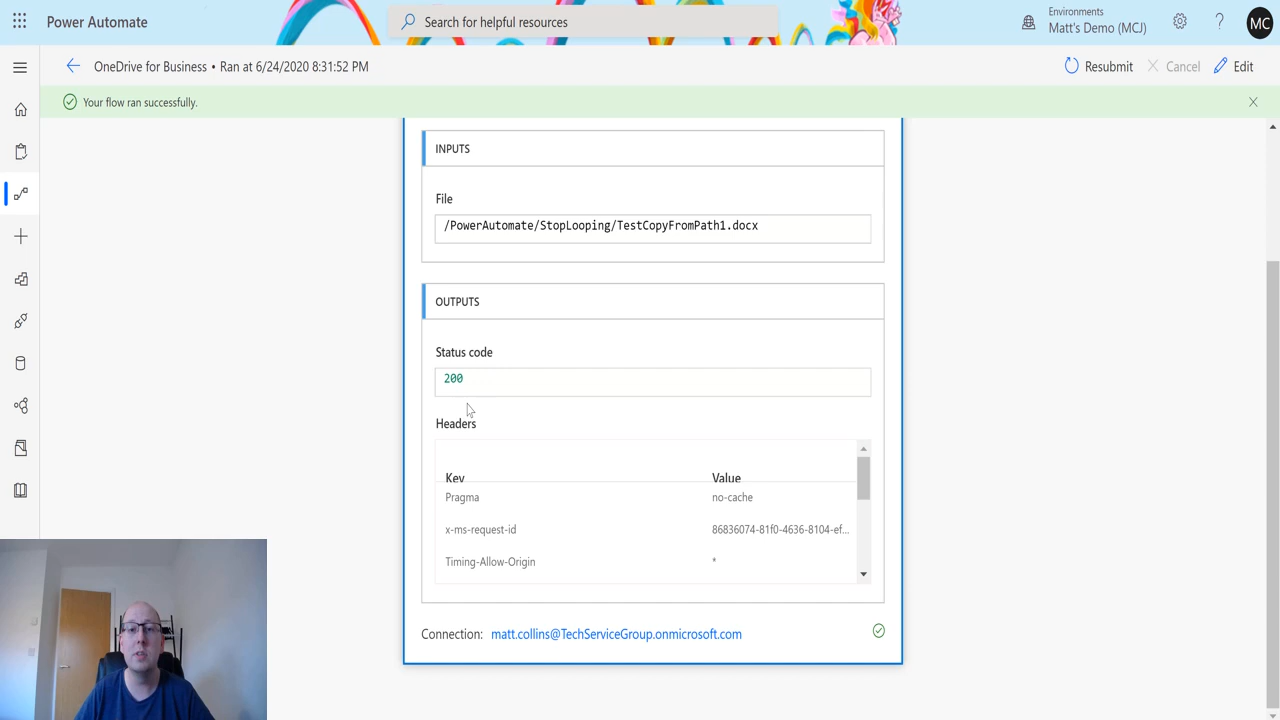 Power Automate
Search for helpful resources
Environments
Matt's Demo (MCJ)
MC
OneDrive for Business • Ran at 6/24/2020 8:31:52 PM
Resubmit
Cancel
Edit
Your flow ran successfully.
INPUTS
File
/PowerAutomate/StopLooping/TestCopyFromPath1.docx
OUTPUTS
Status code
200
Headers
Key Value
Pragma no-cache
x-ms-request-id 86836074-81f0-4636-8104-ef...
Timing-Allow-Origin *
Connection: matt.collins@TechServiceGroup.onmicrosoft.com